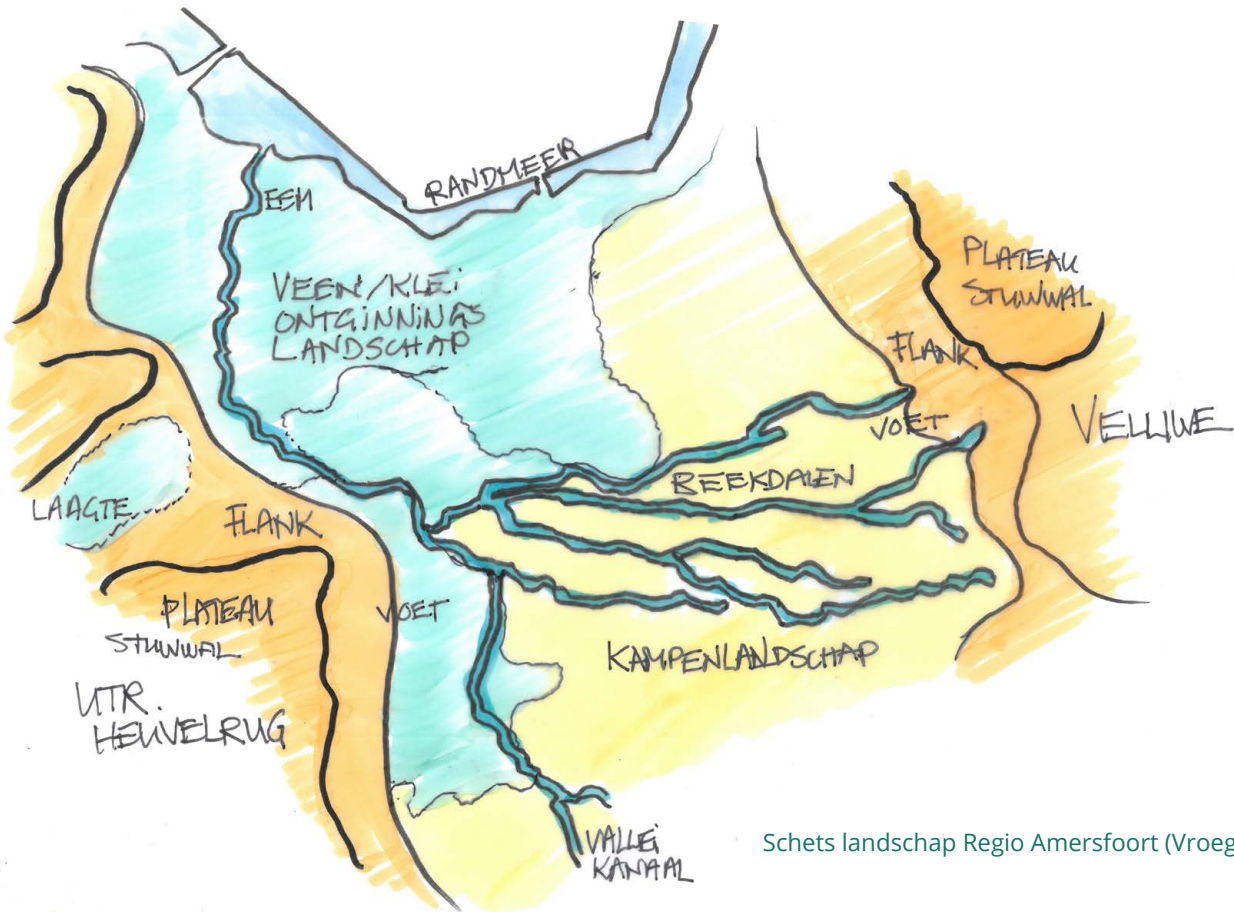 RANDMEER
EEM
VEEN/KLEI
ONTGINNINGS
LANDSCHAP
PLATEAU
STUWWAL
FLANK
VOET
VELUWE
BEEKDALEN
LAAGTE
FLANK
PLATEAU
STUWWAL
VOET
KAMPENLANDSCHAP
UTR.
HEUVELRUG
VALLEI
KANAAL
Schets landschap Regio Amersfoort (Vroeg